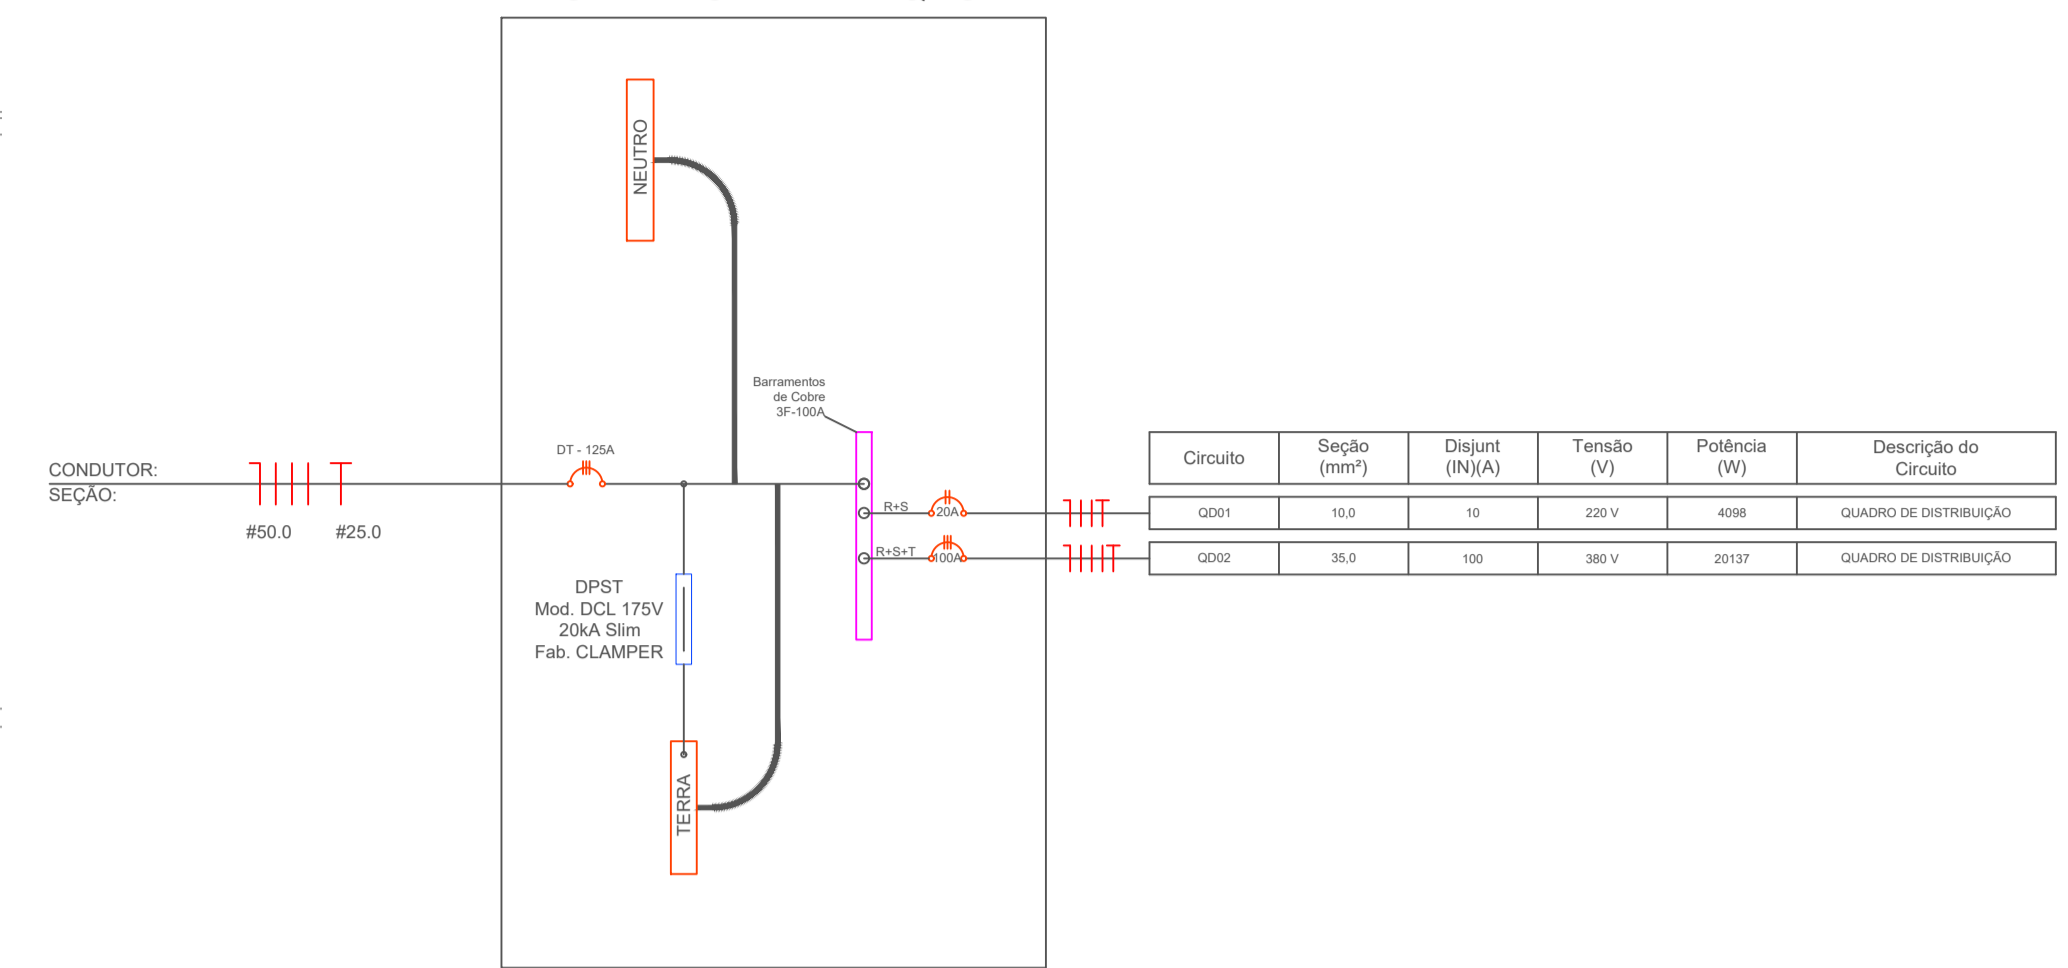 NEUTRO
Barramentos
de Cobre
3F-100A
DT - 125A
CONDUTOR:
SEÇÃO:
#50.0
#25.0
R+S
20A
R+S+T
100A
DPST
Mod. DCL 175V
20kA Slim
Fab. CLAMPER
TERRA
Circuito Seção (mm²) Disjunt (IN)(A) Tensão (V) Potência (W) Descrição do Circuito
QD01 10,0 10 220 V 4098 QUADRO DE DISTRIBUIÇÃO
QD02 35,0 100 380 V 20137 QUADRO DE DISTRIBUIÇÃO